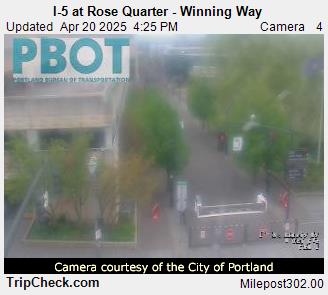 I-5 at Rose Quarter - Winning Way
Updated Apr 20 2025 4:25 PM Camera 4
PBOT
PORTLAND BUREAU OF TRANSPORTATION
Camera courtesy of the City of Portland
TripCheck.com Milepost302.00